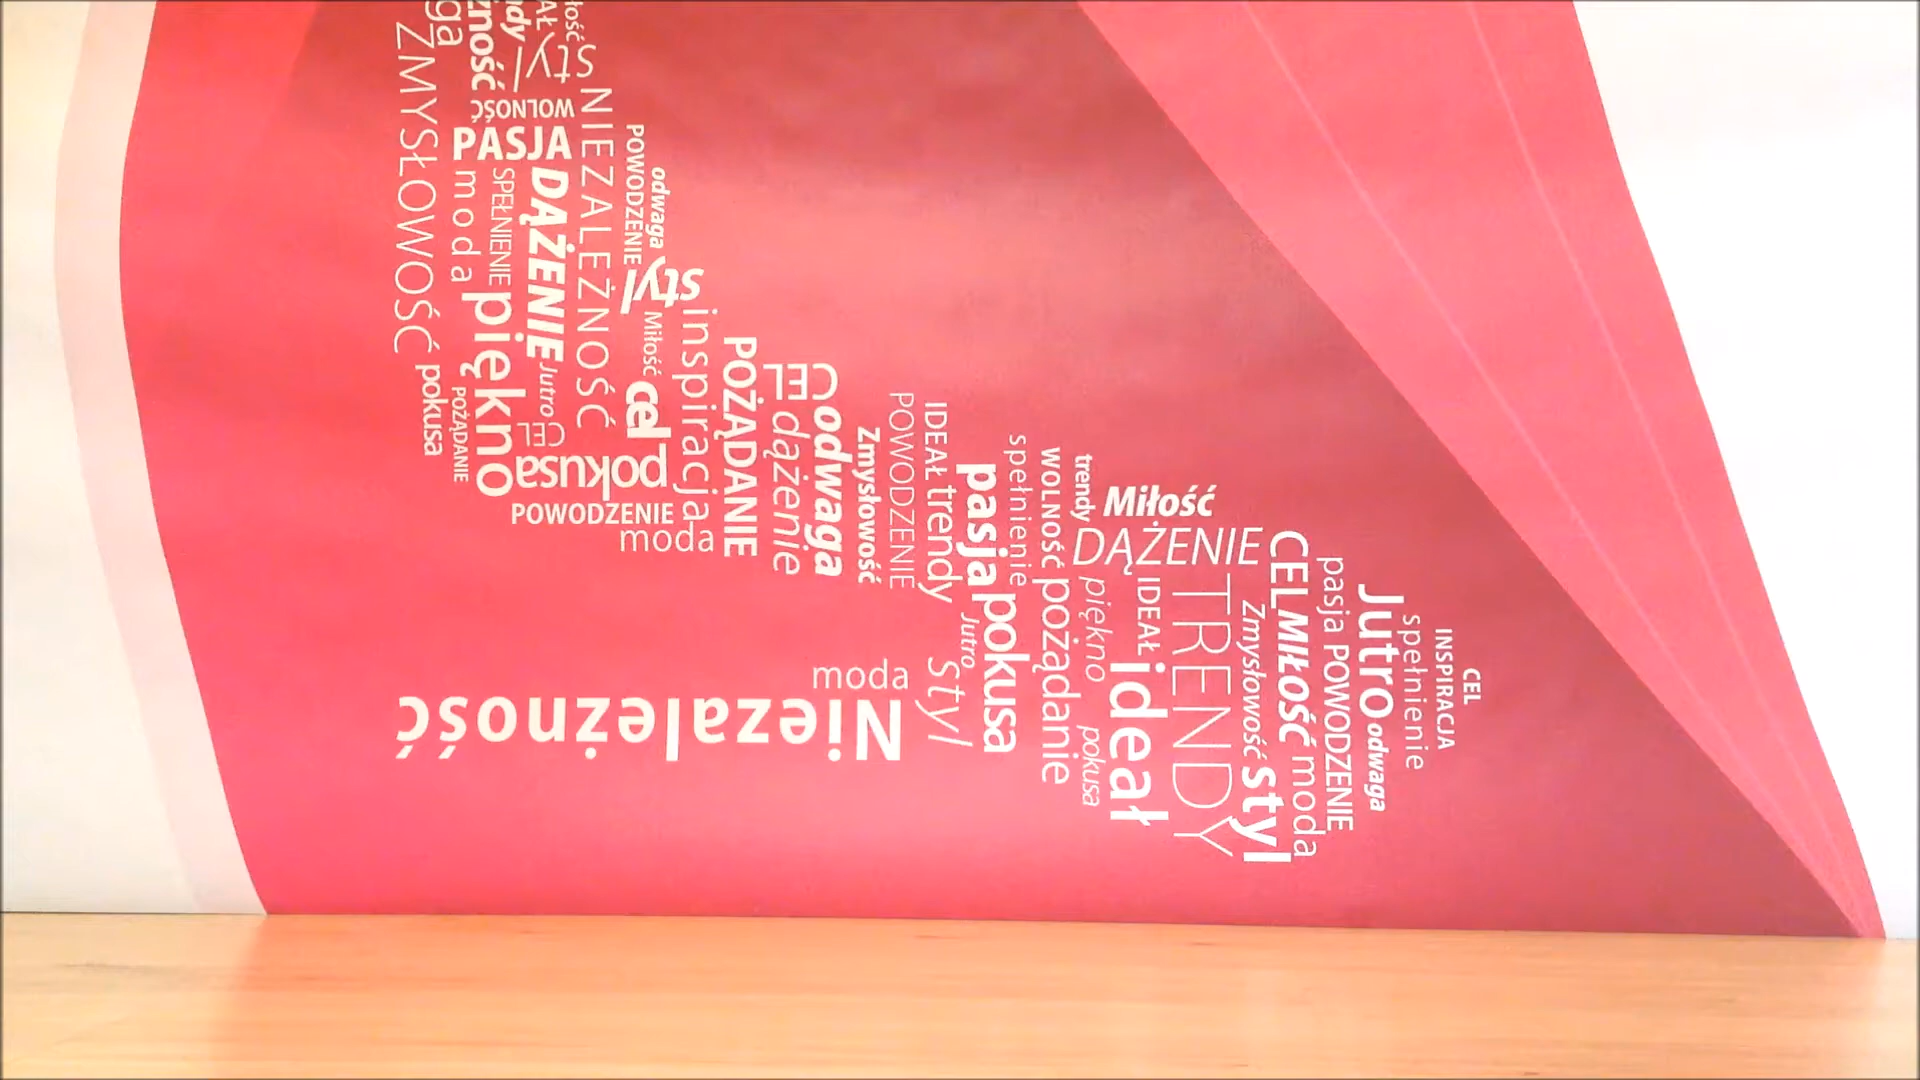 ZMYSŁOWOŚĆ
styl
WOLNOŚĆ
PASJA
moda
SPEŁNIENIE
DĄŻENIE
NIEZALEŻNOŚĆ
POWODZENIE
odwaga
styl
piękno
Jutro
Miłość
inspiracja
pokusa
POŻĄDANIE
CEL
cel
pokusa
POWODZENIE
moda
POŻĄDANIE
CEL
dążenie
odwaga
Zmysłowość
POWODZENIE
IDEAŁ
trendy
pasja
spełnienie
WOLNOŚĆ
trendy
Miłość
DĄŻENIE
moda
Niezależność
Styl
Jutro
pokusa
pożądanie
piękno
pokusa
IDEAŁ
ideał
TRENDY
Zmysłowość
styl
CEL
MIŁOŚĆ
moda
pasja
POWODZENIE
Jutro
odwaga
spełnienie
INSPIRACJA
CEL